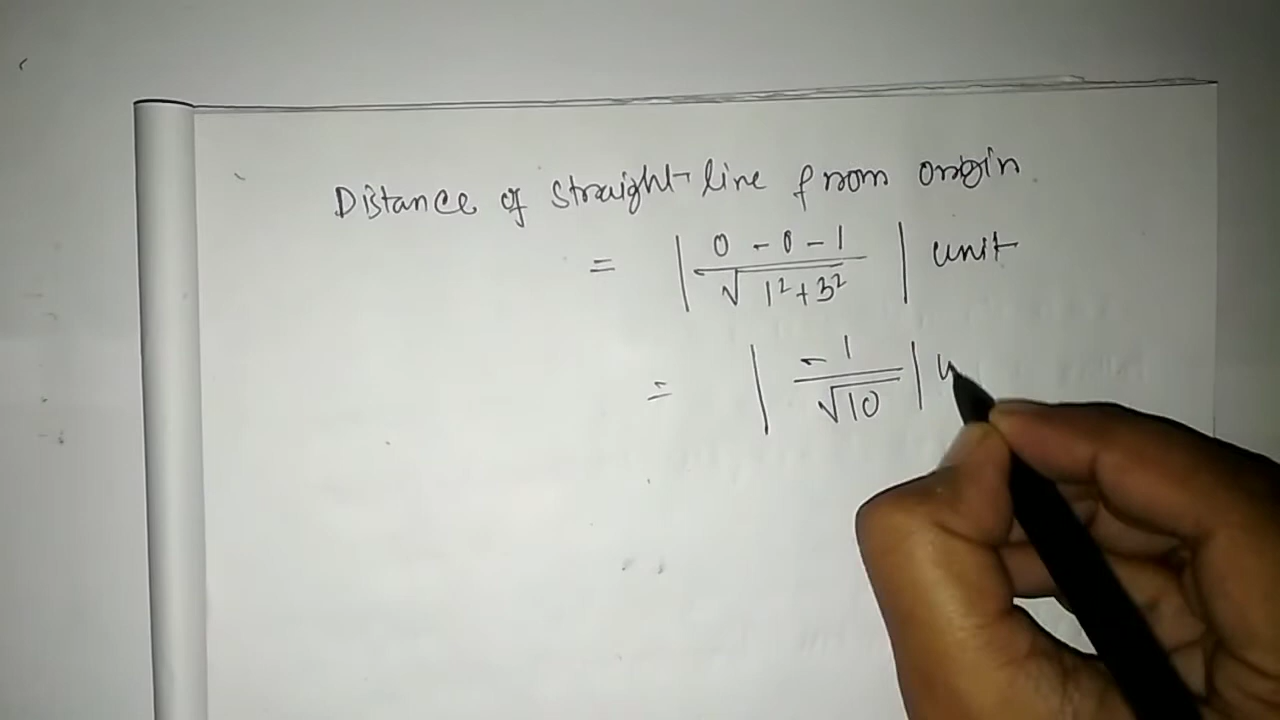 Distance of straight line from origin
= | 0 - 0 - 1 / √1²+3² | unit
= | -1 / √10 | u